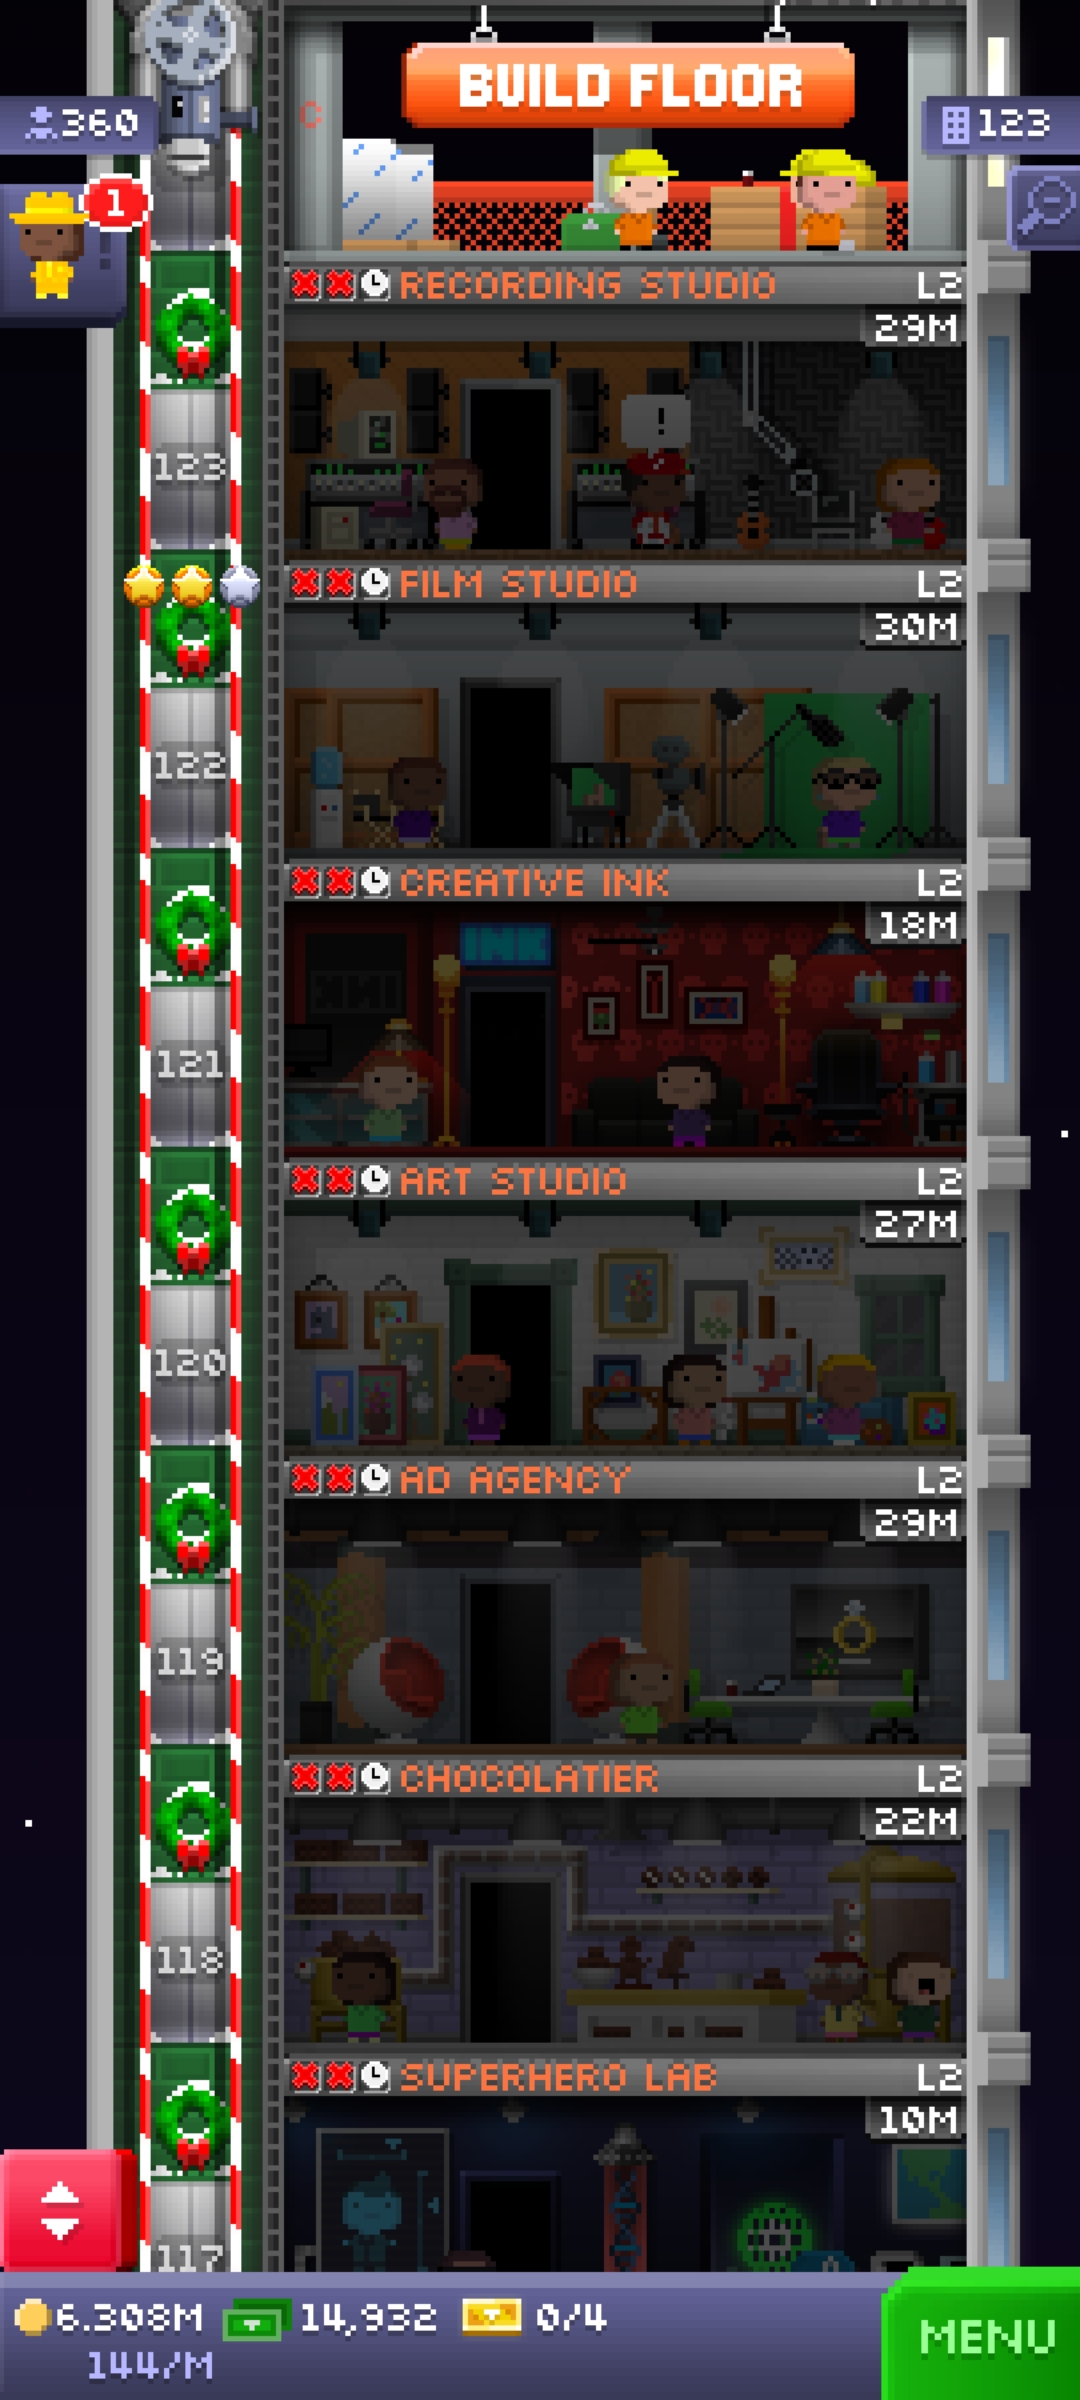 BUILD FLOOR
360
123
1
RECORDING STUDIO L2
29M
!
123
1
FILM STUDIO L2
30M
122
CREATIVE INK L2
18M
INK
121
ART STUDIO L2
27M
120
AD AGENCY L2
29M
119
CHOCOLATIER L2
22M
118
SUPERHERO LAB L2
10M
117
6.308M 14,932 0/4
144/M
MENU